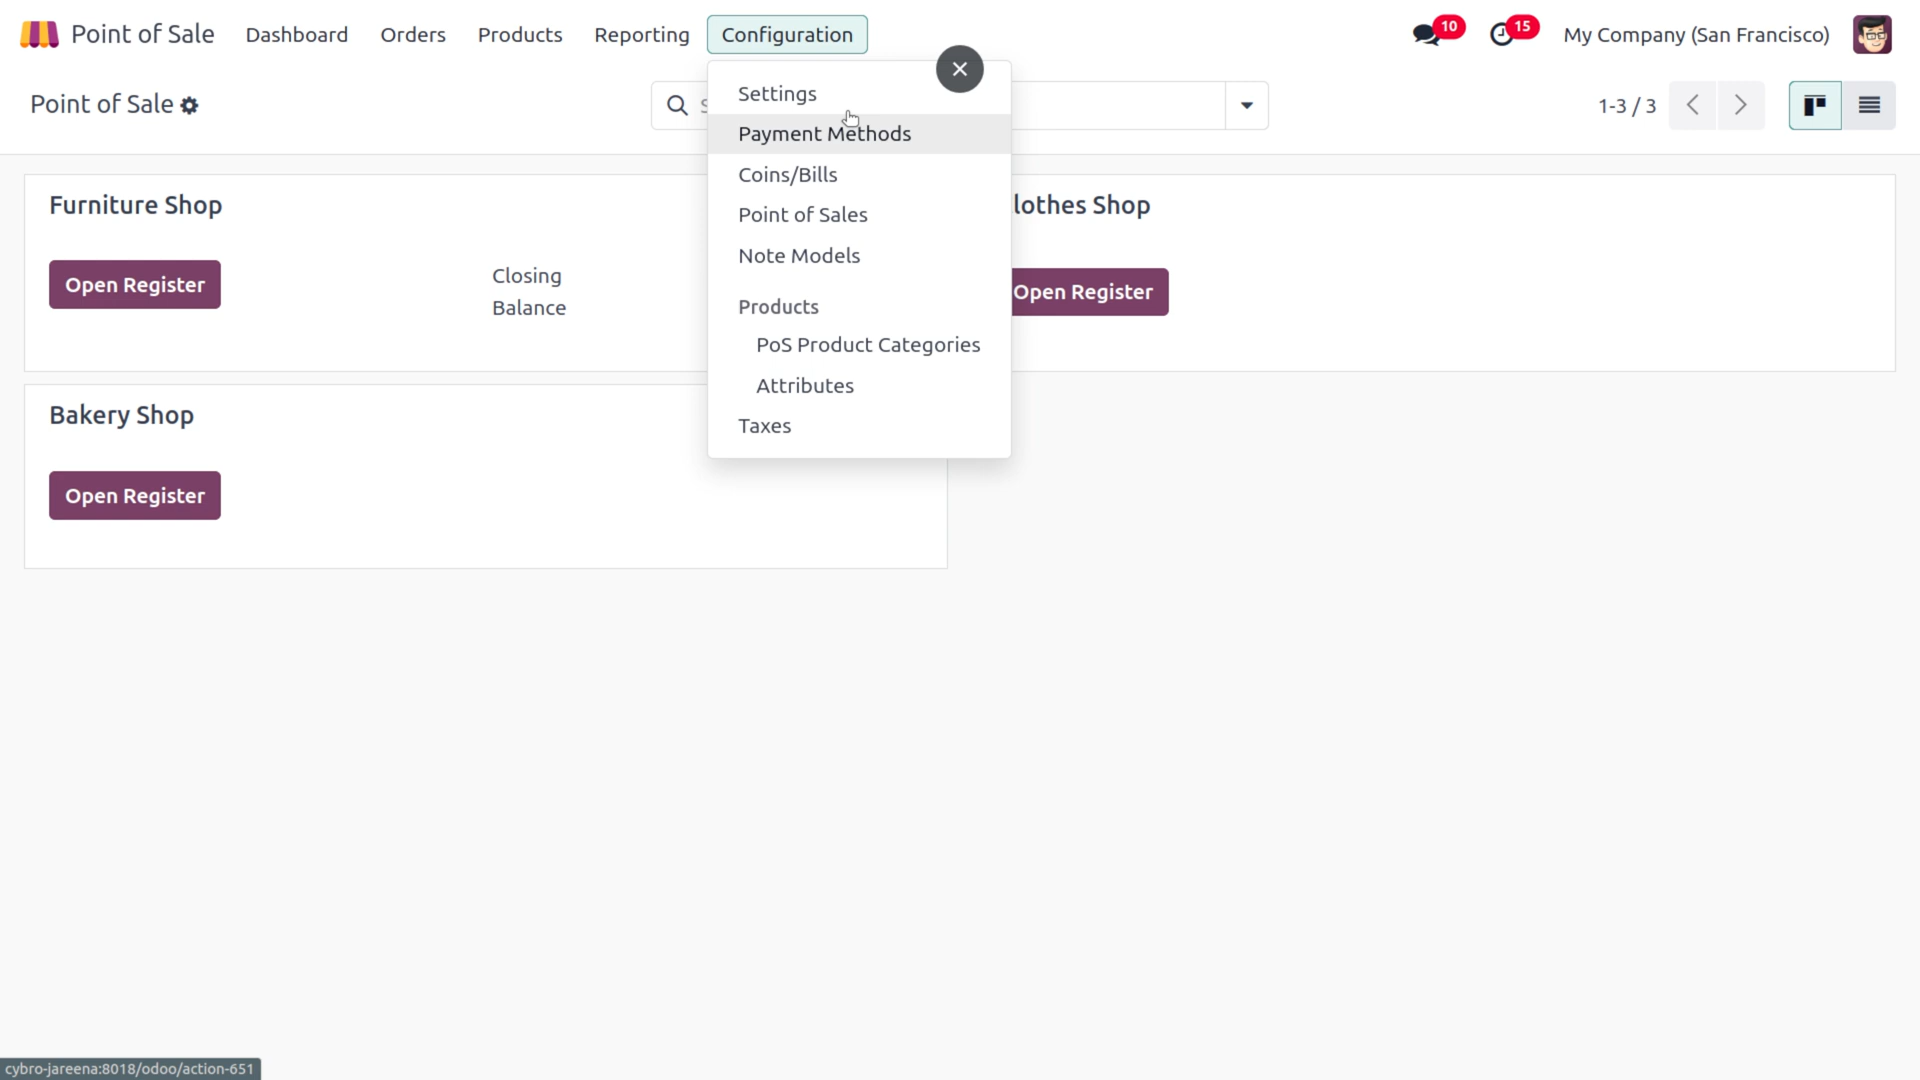 Point of Sale Dashboard Orders Products Reporting Configuration 10 15 My Company (San Francisco)
Point of Sale 1-3 / 3
Settings
Payment Methods
Coins/Bills
Point of Sales
Note Models
Products
PoS Product Categories
Attributes
Taxes
Furniture Shop
Open Register
Closing
Balance
lothes Shop
Open Register
Bakery Shop
Open Register
cybro-jareena:8018/odoo/action-651